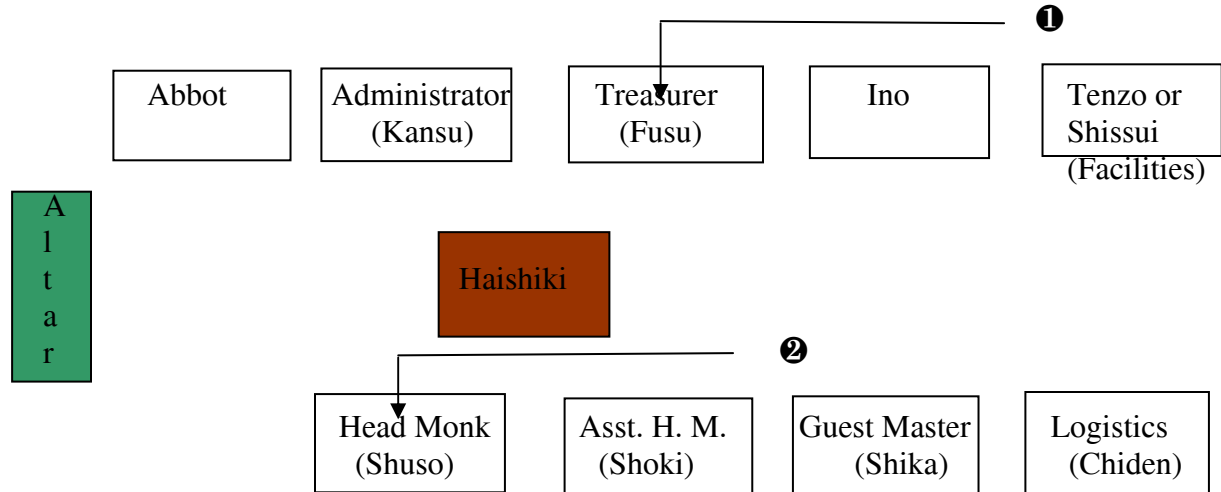 ❶
Abbot
Administrator
(Kansu)
Treasurer
(Fusu)
Ino
Tenzo or
Shissui
(Facilities)
A
l
t
a
r
Haishiki
❷
Head Monk
(Shuso)
Asst. H. M.
(Shoki)
Guest Master
(Shika)
Logistics
(Chiden)